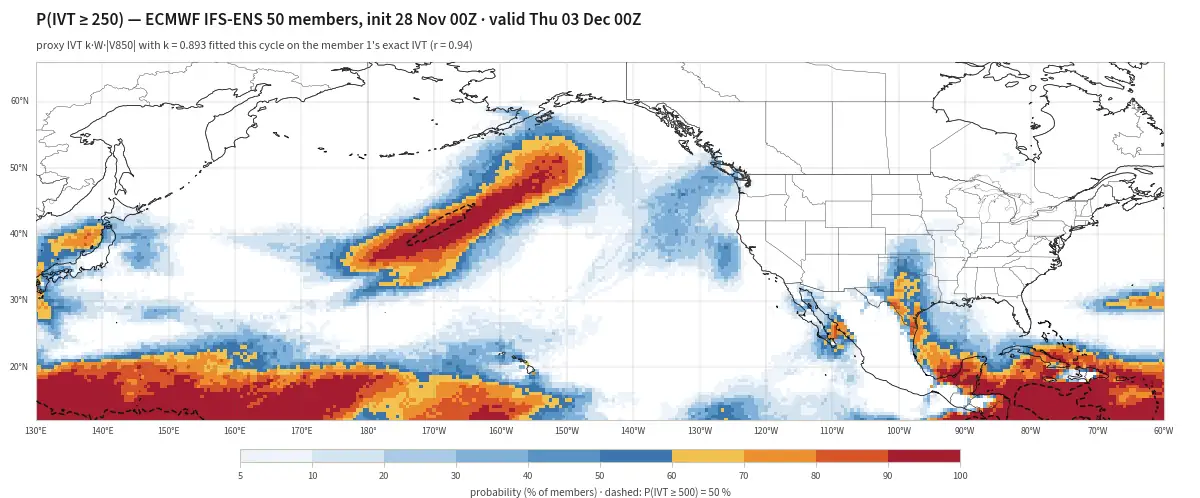 P(IVT ≥ 250) — ECMWF IFS-ENS 50 members, init 28 Nov 00Z · valid Thu 03 Dec 00Z
proxy IVT k·W·|V850| with k = 0.893 fitted this cycle on the member 1's exact IVT (r = 0.94)
60°N
50°N
40°N
30°N
20°N
130°E 140°E 150°E 160°E 170°E 180° 170°W 160°W 150°W 140°W 130°W 120°W 110°W 100°W 90°W 80°W 70°W 60°W
5 10 20 30 40 50 60 70 80 90 100
probability (% of members) · dashed: P(IVT ≥ 500) = 50 %